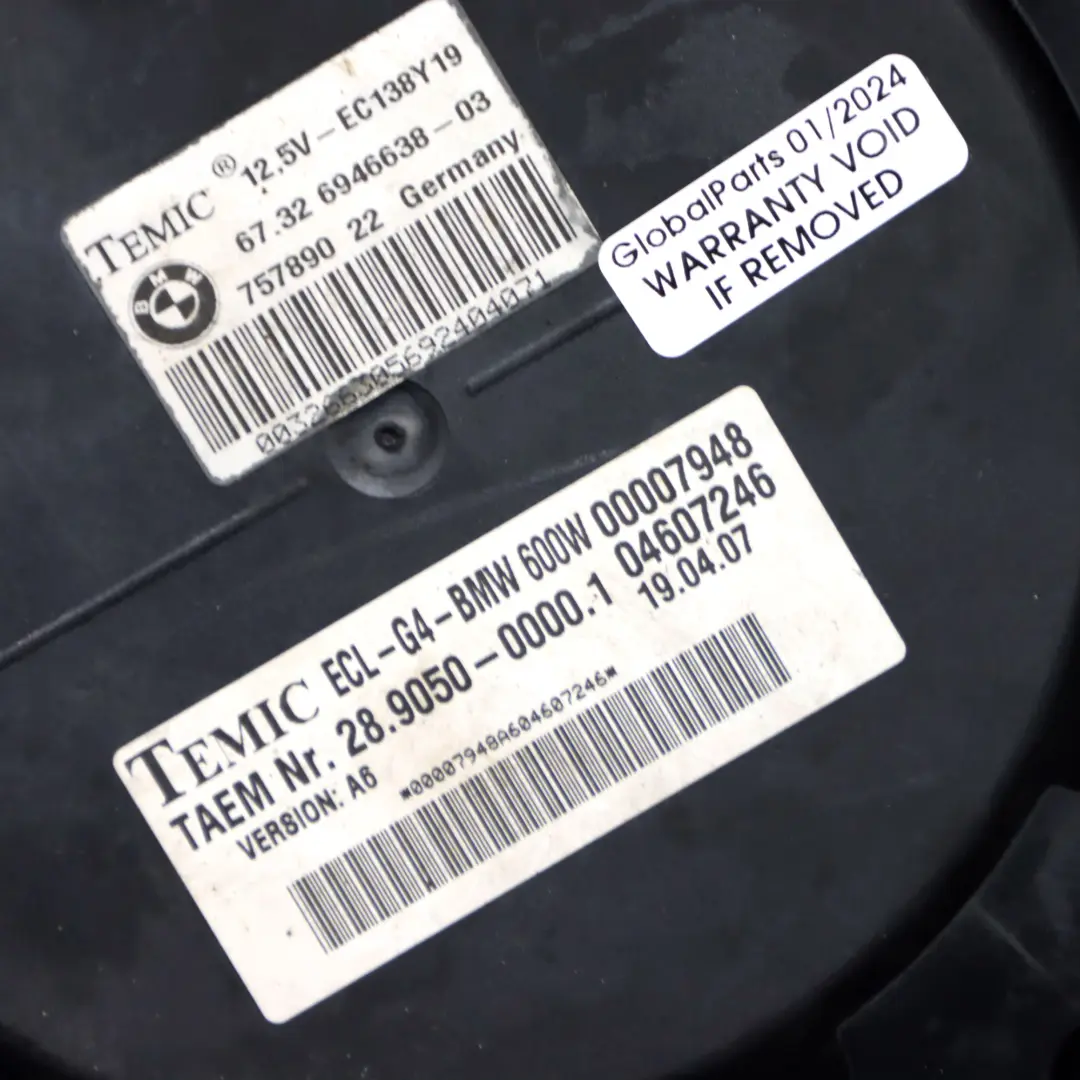 TEMIC® 12.5V-EC138Y19
67.32 6946638-03
BMW
757890 22 Germany
GlobalParts 01/2024
WARRANTY VOID
IF REMOVED
TEMIC ECL-G4-BMW 600W 00007948
TAEM Nr. 28.9050-0000.1 04607246
VERSION: A6
19.04.07
*00007948A604607246*